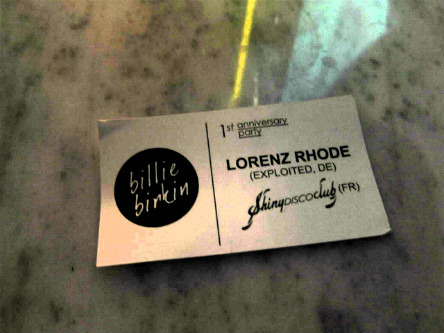 billie
birkin
1st anniversary
party
LORENZ RHODE
(EXPLOITED, DE)
ShinyDISCOclub (FR)